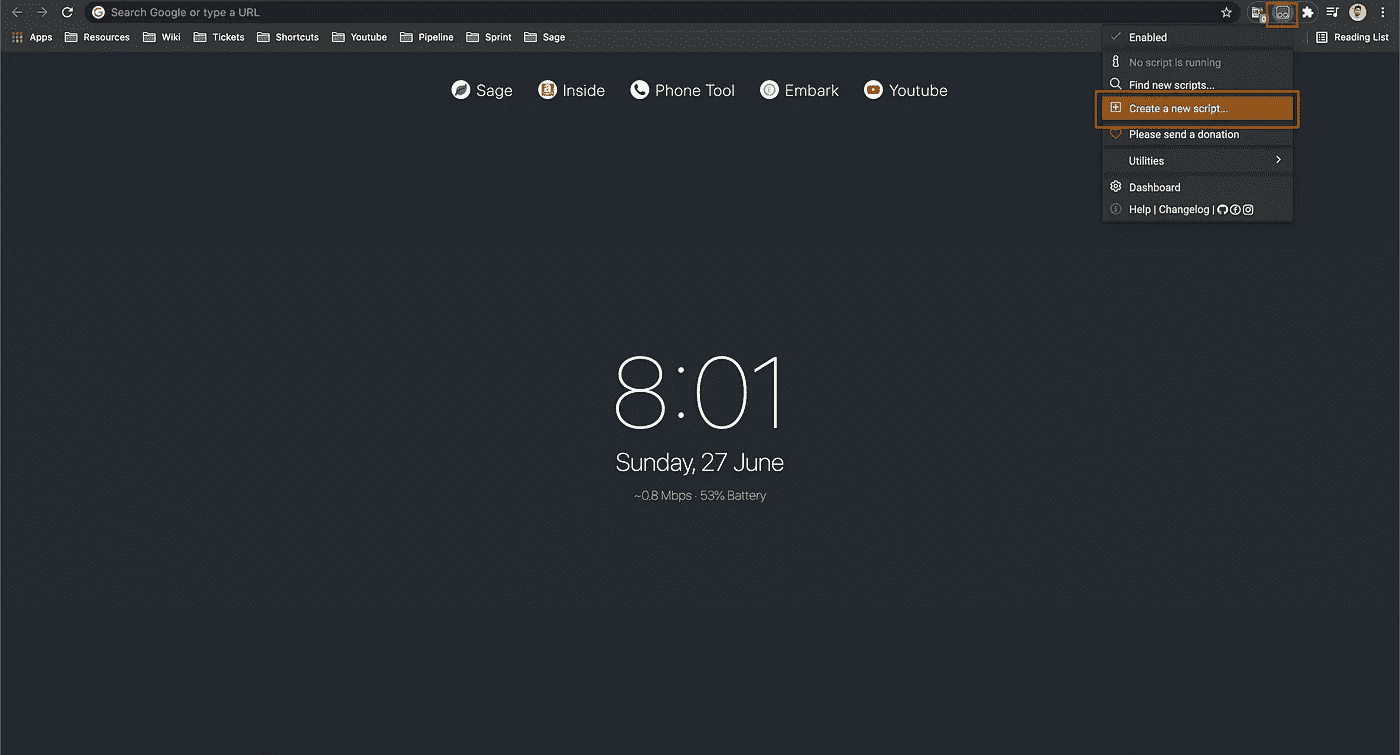 Search Google or type a URL
Apps Resources Wiki Tickets Shortcuts Youtube Pipeline Sprint Sage Reading List
Enabled
No script is running
Find new scripts...
Create a new script...
Please send a donation
Utilities
Dashboard
Help | Changelog |
Sage Inside Phone Tool Embark Youtube
8:01
Sunday, 27 June
~0.8 Mbps · 53% Battery